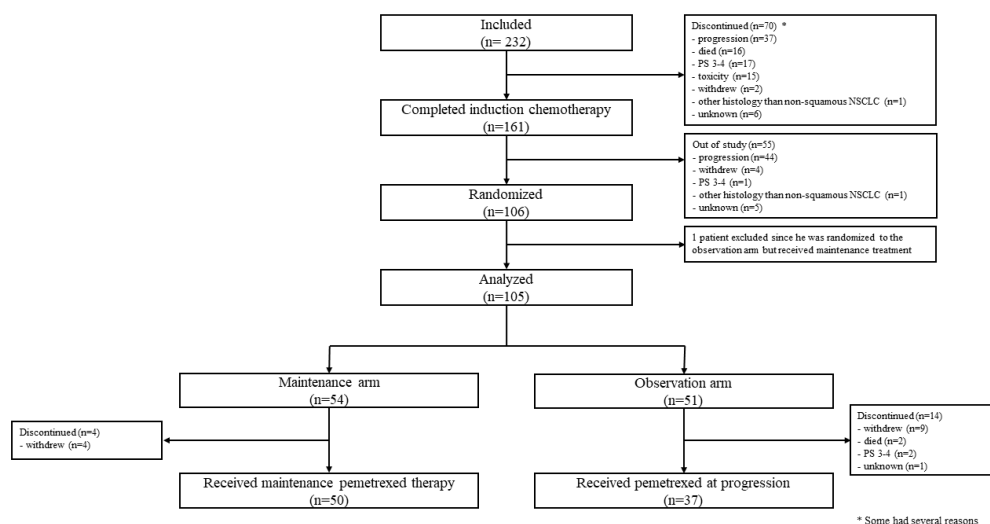 Included
(n= 232)
Discontinued (n=70) *
- progression (n=37)
- died (n=16)
- PS 3-4 (n=17)
- toxicity (n=15)
- withdrew (n=2)
- other histology than non-squamous NSCLC (n=1)
- unknown (n=6)
Completed induction chemotherapy
(n=161)
Out of study (n=55)
- progression (n=44)
- withdrew (n=4)
- PS 3-4 (n=1)
- other histology than non-squamous NSCLC (n=1)
- unknown (n=5)
Randomized
(n=106)
1 patient excluded since he was randomized to the
observation arm but received maintenance treatment
Analyzed
(n=105)
Maintenance arm
(n=54)
Observation arm
(n=51)
Discontinued (n=4)
- withdrew (n=4)
Discontinued (n=14)
- withdrew (n=9)
- died (n=2)
- PS 3-4 (n=2)
- unknown (n=1)
Received maintenance pemetrexed therapy
(n=50)
Received pemetrexed at progression
(n=37)
* Some had several reasons